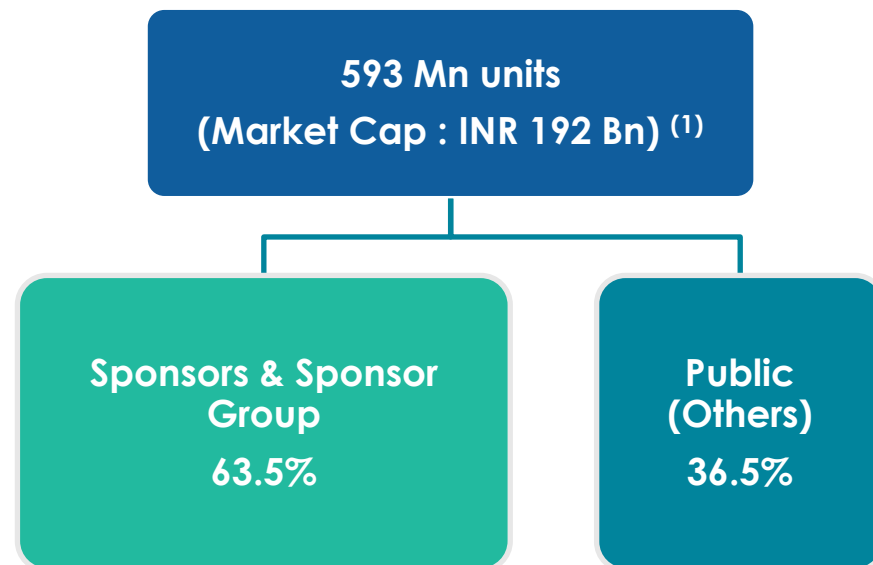 593 Mn units
(Market Cap : INR 192 Bn) (1)
Sponsors & Sponsor
Group
63.5%
Public
(Others)
36.5%